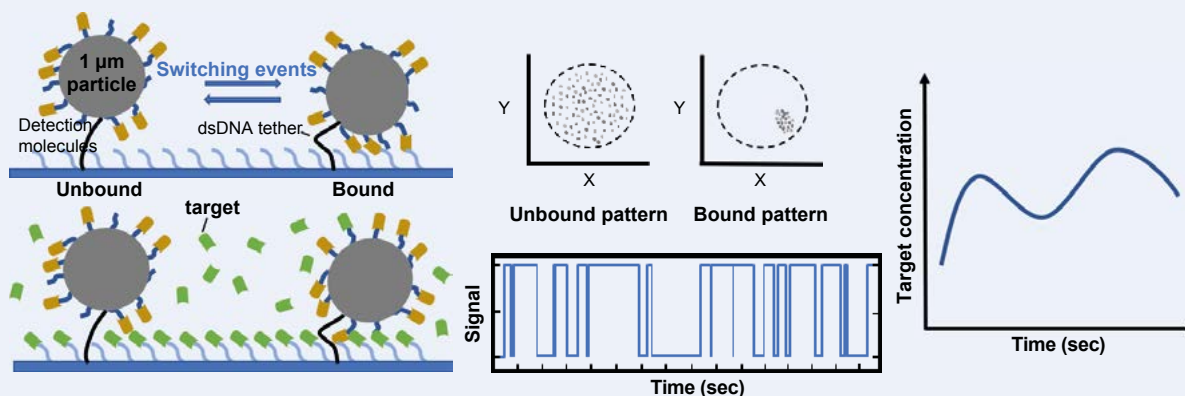 1 µm
particle
Switching events
Detection
molecules
dsDNA tether
Unbound
Bound
target
Y
X
Unbound pattern
Y
X
Bound pattern
Signal
Time (sec)
Target concentration
Time (sec)